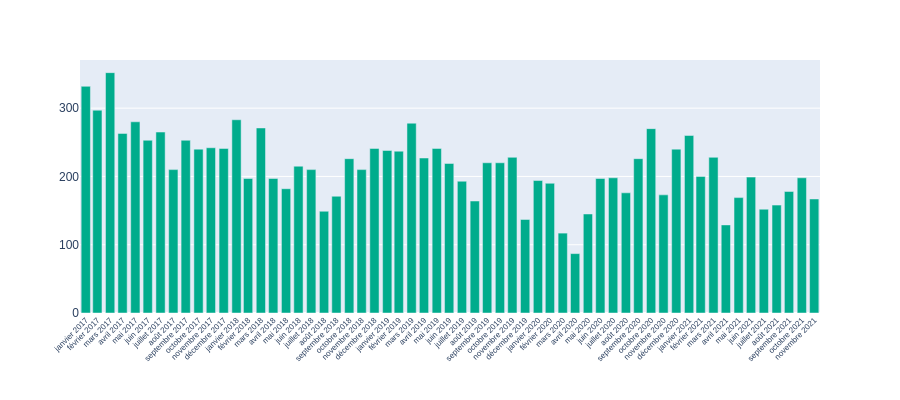 300
200
100
0
janvier 2017
février 2017
mars 2017
avril 2017
mai 2017
juin 2017
juillet 2017
août 2017
septembre 2017
octobre 2017
novembre 2017
décembre 2017
janvier 2018
février 2018
mars 2018
avril 2018
mai 2018
juin 2018
juillet 2018
août 2018
septembre 2018
octobre 2018
novembre 2018
décembre 2018
janvier 2019
février 2019
mars 2019
avril 2019
mai 2019
juin 2019
juillet 2019
août 2019
septembre 2019
octobre 2019
novembre 2019
décembre 2019
janvier 2020
février 2020
mars 2020
avril 2020
mai 2020
juin 2020
juillet 2020
août 2020
septembre 2020
octobre 2020
novembre 2020
décembre 2020
janvier 2021
février 2021
mars 2021
avril 2021
mai 2021
juin 2021
juillet 2021
août 2021
septembre 2021
octobre 2021
novembre 2021